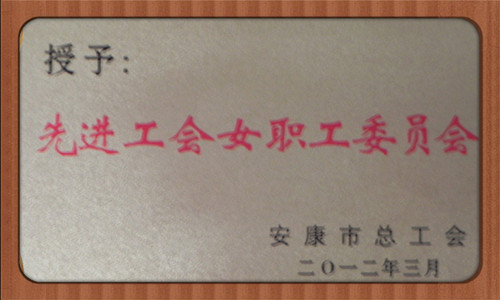 授予：
先进工会女职工委员会
安康市总工会
二〇一二年三月